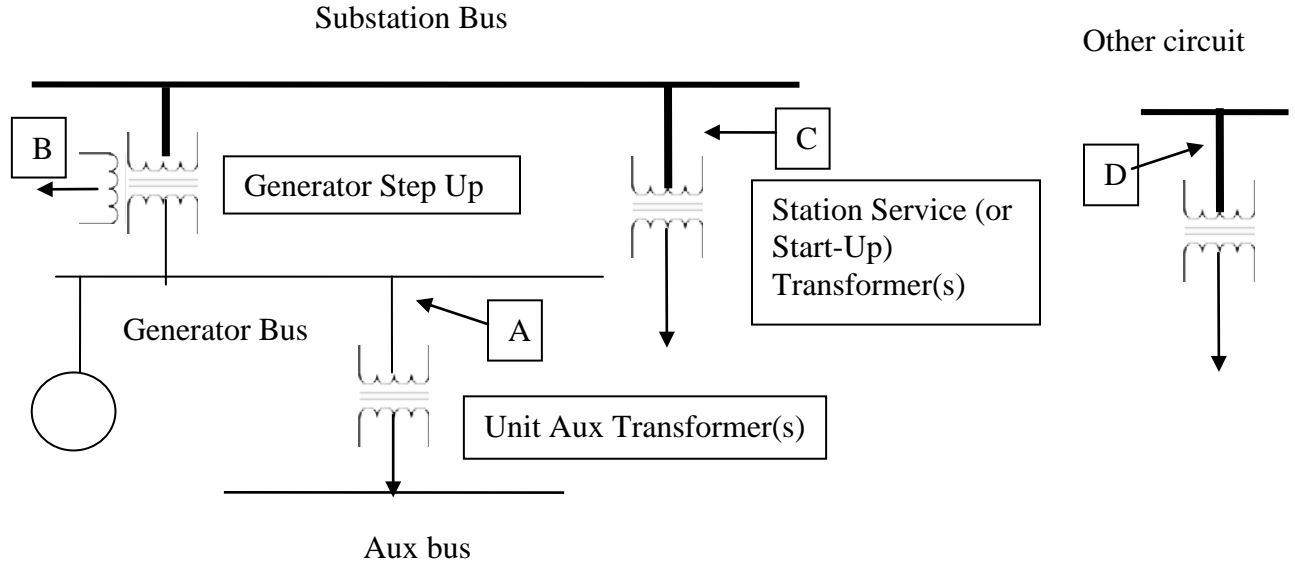 Substation Bus
Other circuit
B
C
D
Generator Step Up
Station Service (or
Start-Up)
Transformer(s)
Generator Bus
A
Unit Aux Transformer(s)
Aux bus